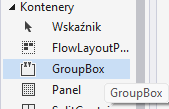 Kontenery
Wskaźnik
FlowLayoutP...
GroupBox
Panel
GroupBox